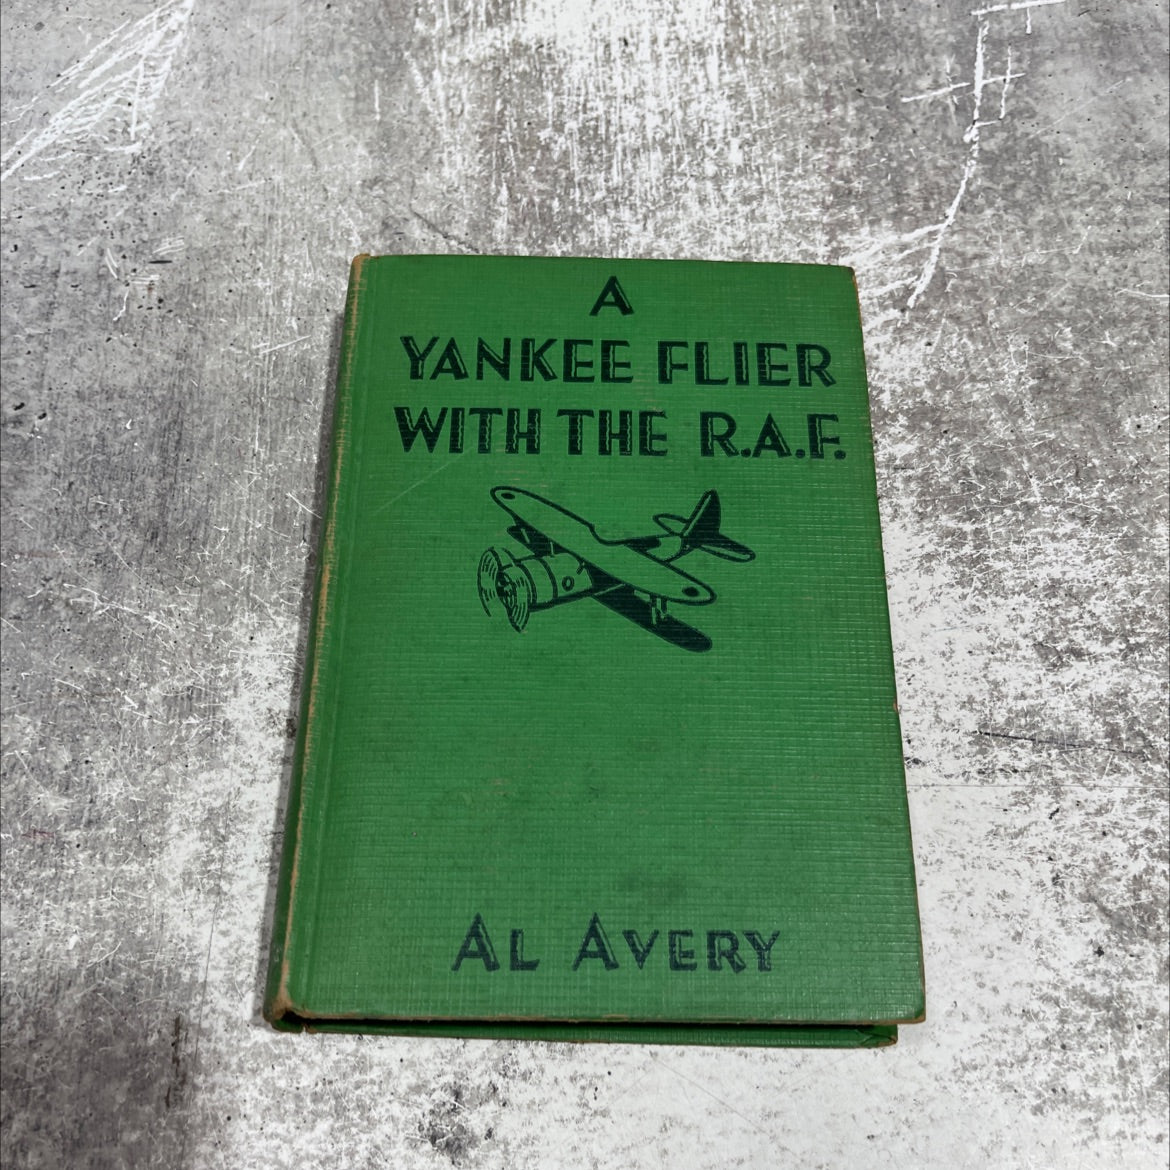 A
YANKEE FLIER
WITH THE R.A.F.
AL AVERY